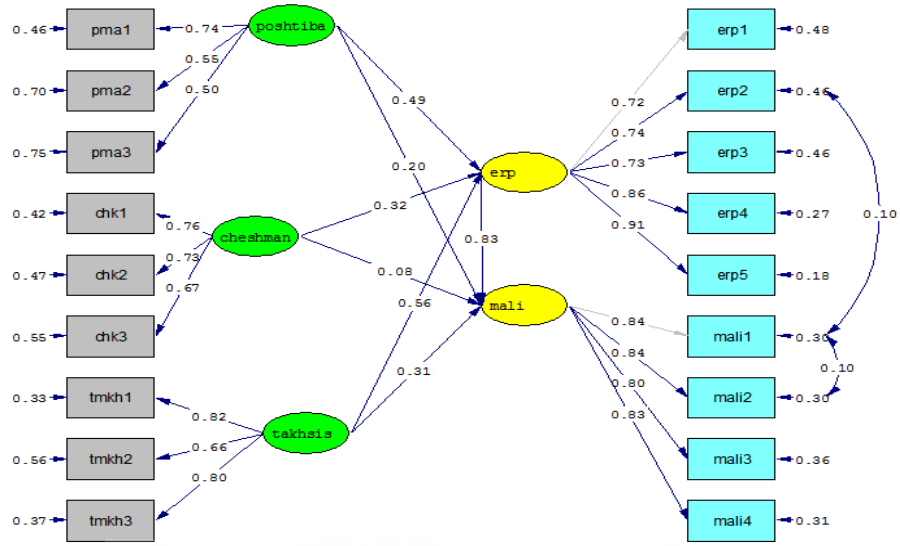 0.46 pma1 0.74 poshtiba erp1 0.48
0.55
0.70 pma2 0.50 0.49 0.72 erp2 0.46
0.74
0.75 pma3 0.20 erp 0.73 erp3 0.46
0.86
0.42 chk1 0.76 0.32 0.91 erp4 0.27 0.10
cheshman 0.83
0.47 chk2 0.73 erp5 0.18
0.67 0.08 0.56
0.55 chk3 mali 0.84 mali1 0.30
0.84 0.10
0.33 tmkh1 0.82 0.31 0.80 mali2 0.30
0.83
0.56 tmkh2 0.66 takhsis mali3 0.36
0.80
0.37 tmkh3 mali4 0.31